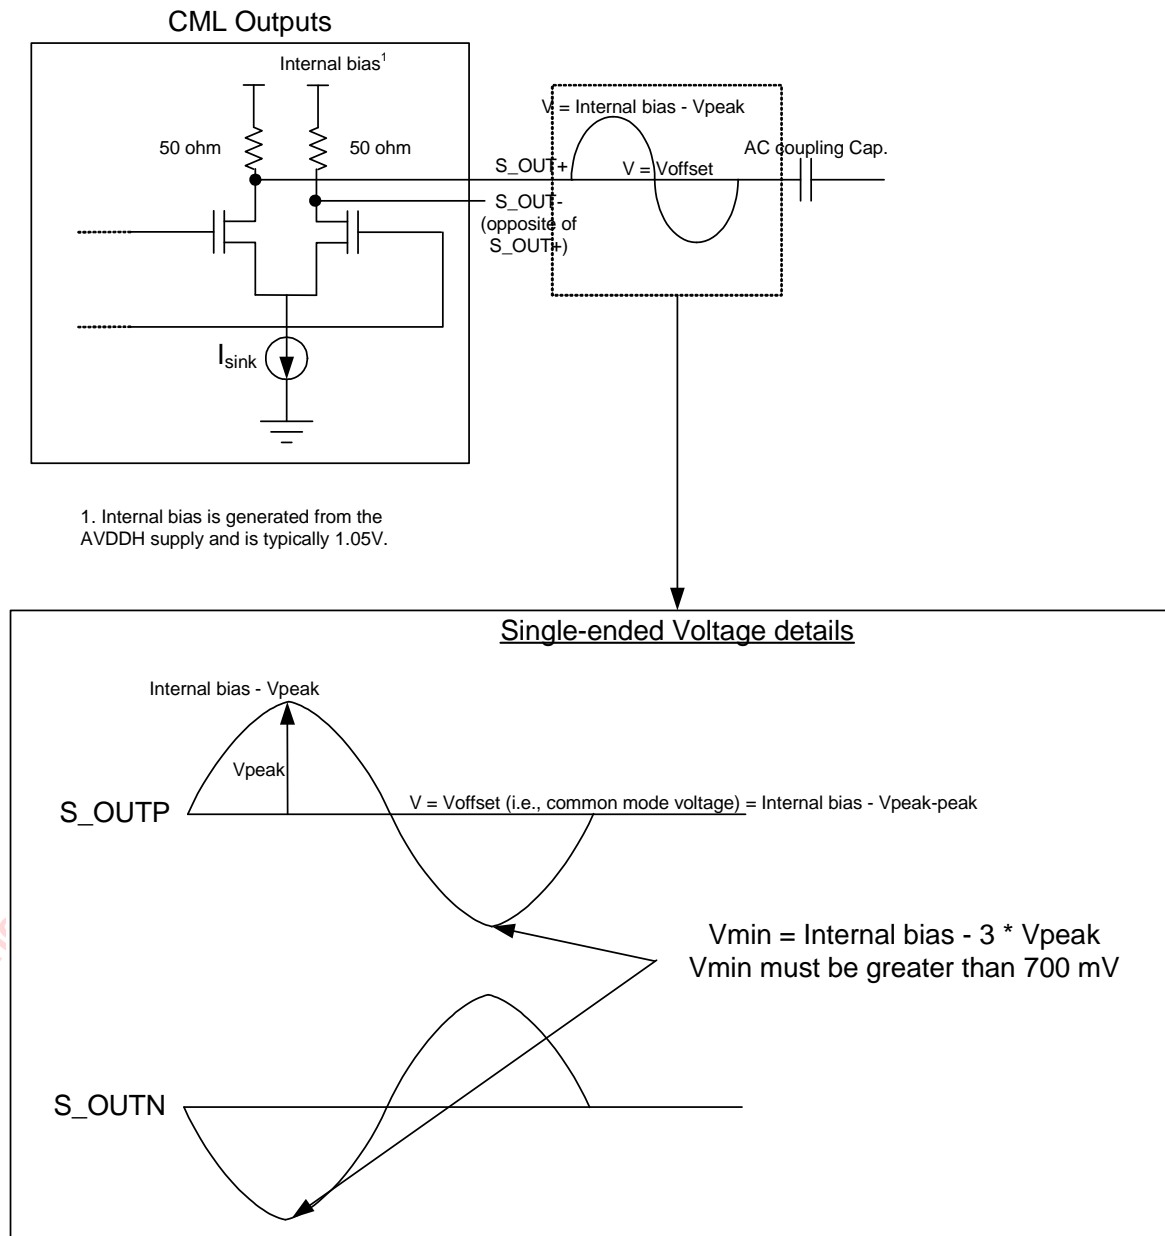 CML Outputs
Internal bias1
50 ohm
50 ohm
V = Internal bias - Vpeak
AC coupling Cap.
S_OUT+
V = Voffset
S_OUT-
(opposite of
S_OUT+)
Isink
1. Internal bias is generated from the
AVDDH supply and is typically 1.05V.
Single-ended Voltage details
Internal bias - Vpeak
Vpeak
S_OUTP
V = Voffset (i.e., common mode voltage) = Internal bias - Vpeak-peak
Vmin = Internal bias - 3 * Vpeak
Vmin must be greater than 700 mV
S_OUTN